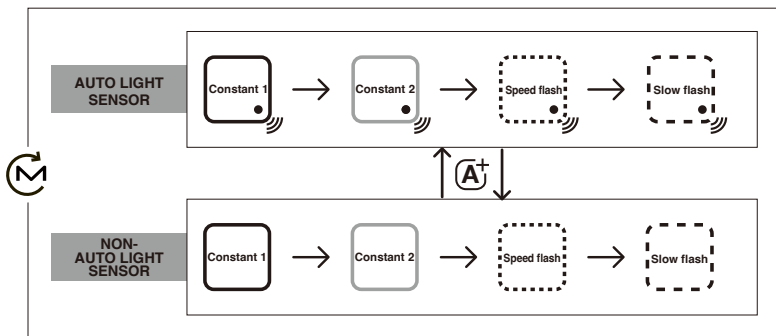 AUTO LIGHT
SENSOR
Constant 1
Constant 2
Speed flash
Slow flash
M
A+
NON-
AUTO LIGHT
SENSOR
Constant 1
Constant 2
Speed flash
Slow flash